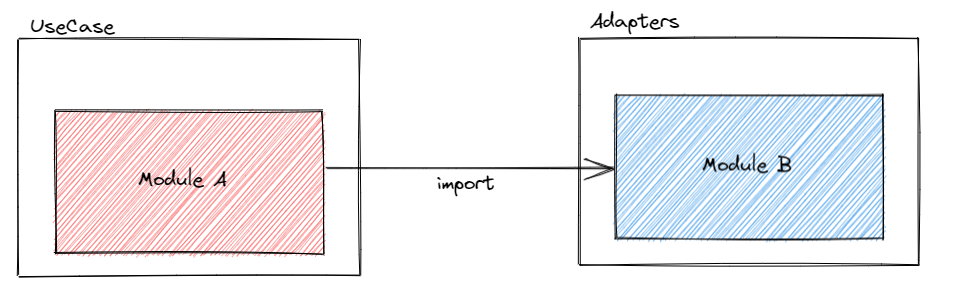 UseCase
Adapters
Module A
Module B
import